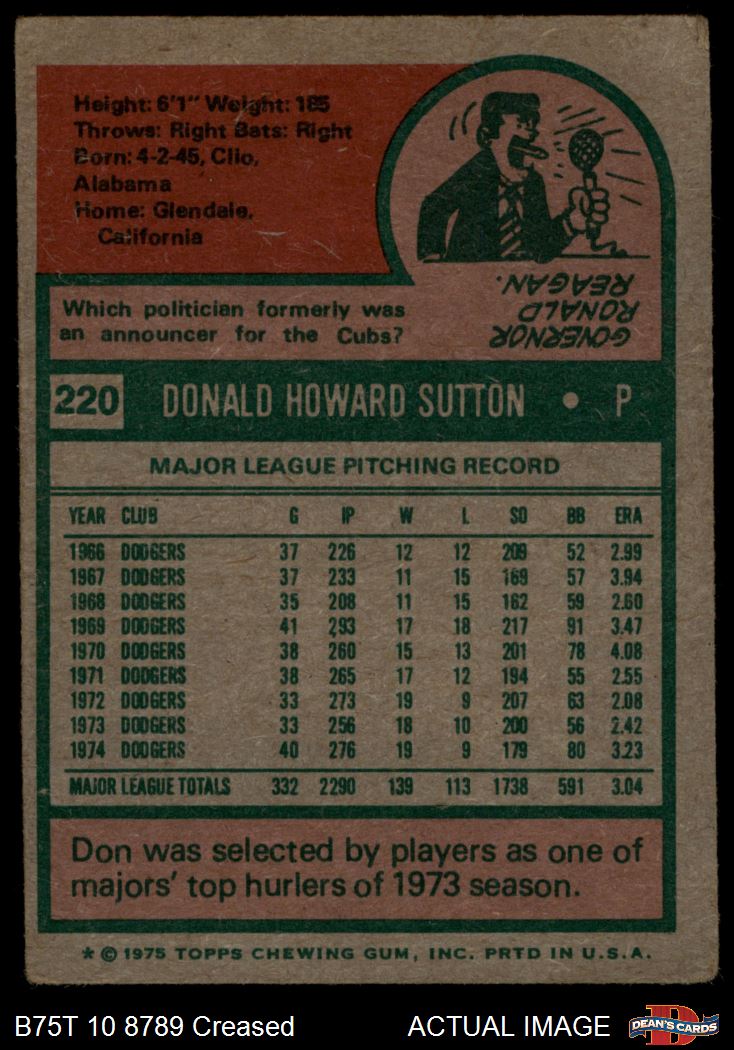 Height: 6'1" Weight: 185
Throws: Right Bats: Right
Born: 4-2-45, Clio,
Alabama
Home: Glendale,
California
Which politician formerly was
an announcer for the Cubs?
GOVERNOR
RONALD
REAGAN.
220 DONALD HOWARD SUTTON • P
MAJOR LEAGUE PITCHING RECORD
YEAR CLUB G IP W L SO BB ERA
1966 DODGERS 37 226 12 12 209 52 2.99
1967 DODGERS 37 233 11 15 169 57 3.94
1968 DODGERS 35 208 11 15 162 59 2.60
1969 DODGERS 41 293 17 18 217 91 3.47
1970 DODGERS 38 260 15 13 201 78 4.08
1971 DODGERS 38 265 17 12 194 55 2.55
1972 DODGERS 33 273 19 9 207 63 2.08
1973 DODGERS 33 256 18 10 200 56 2.42
1974 DODGERS 40 276 19 9 179 80 3.23
MAJOR LEAGUE TOTALS 332 2290 139 113 1738 591 3.04
Don was selected by players as one of
majors' top hurlers of 1973 season.
* © 1975 TOPPS CHEWING GUM, INC. PRTD IN U.S.A.
B75T 10 8789 Creased ACTUAL IMAGE
D
DEAN'S CARDS